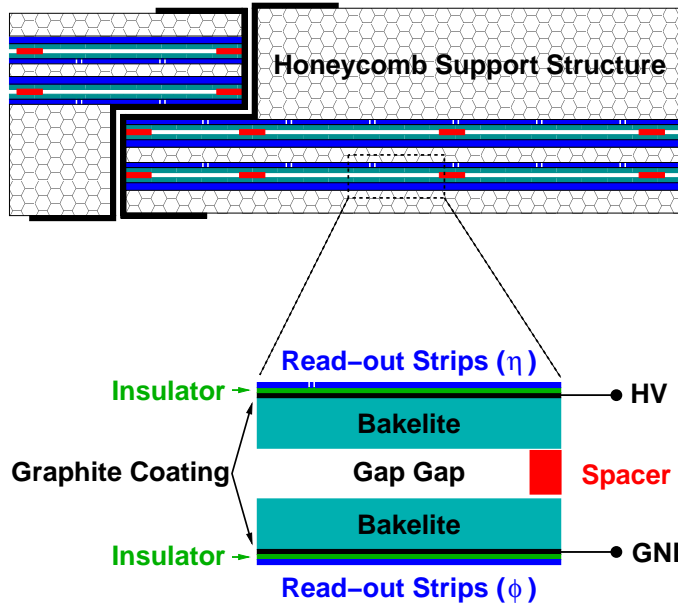 Honeycomb Support Structure
Read-out Strips (η)
Insulator
HV
Bakelite
Graphite Coating
Gap Gap
Spacer
Bakelite
Insulator
GN
Read-out Strips (ϕ)